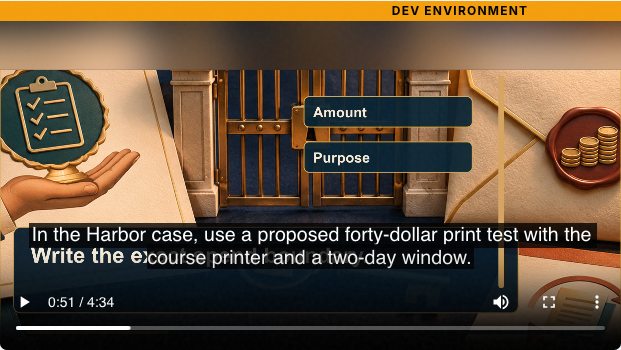 DEV ENVIRONMENT
Amount
Purpose
In the Harbor case, use a proposed forty-dollar print test with the
course printer and a two-day window.
Write the
0:51 / 4:34